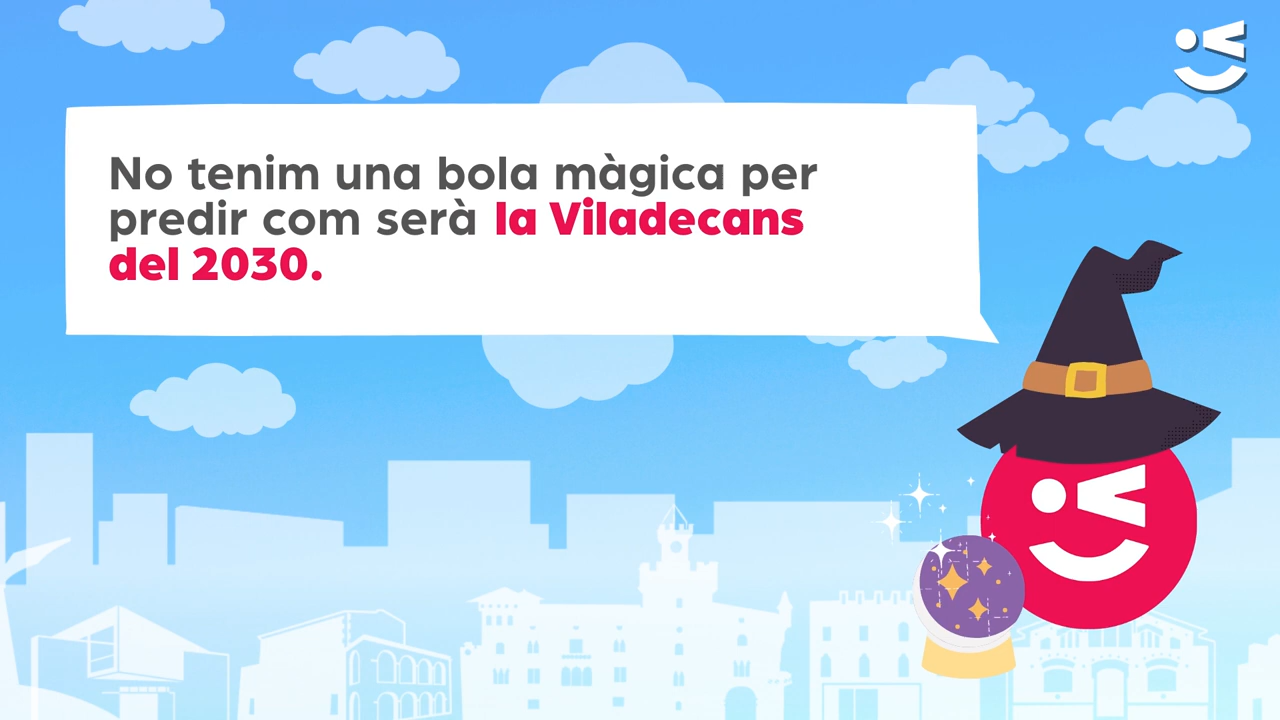 No tenim una bola màgica per
predir com serà la Viladecans
del 2030.